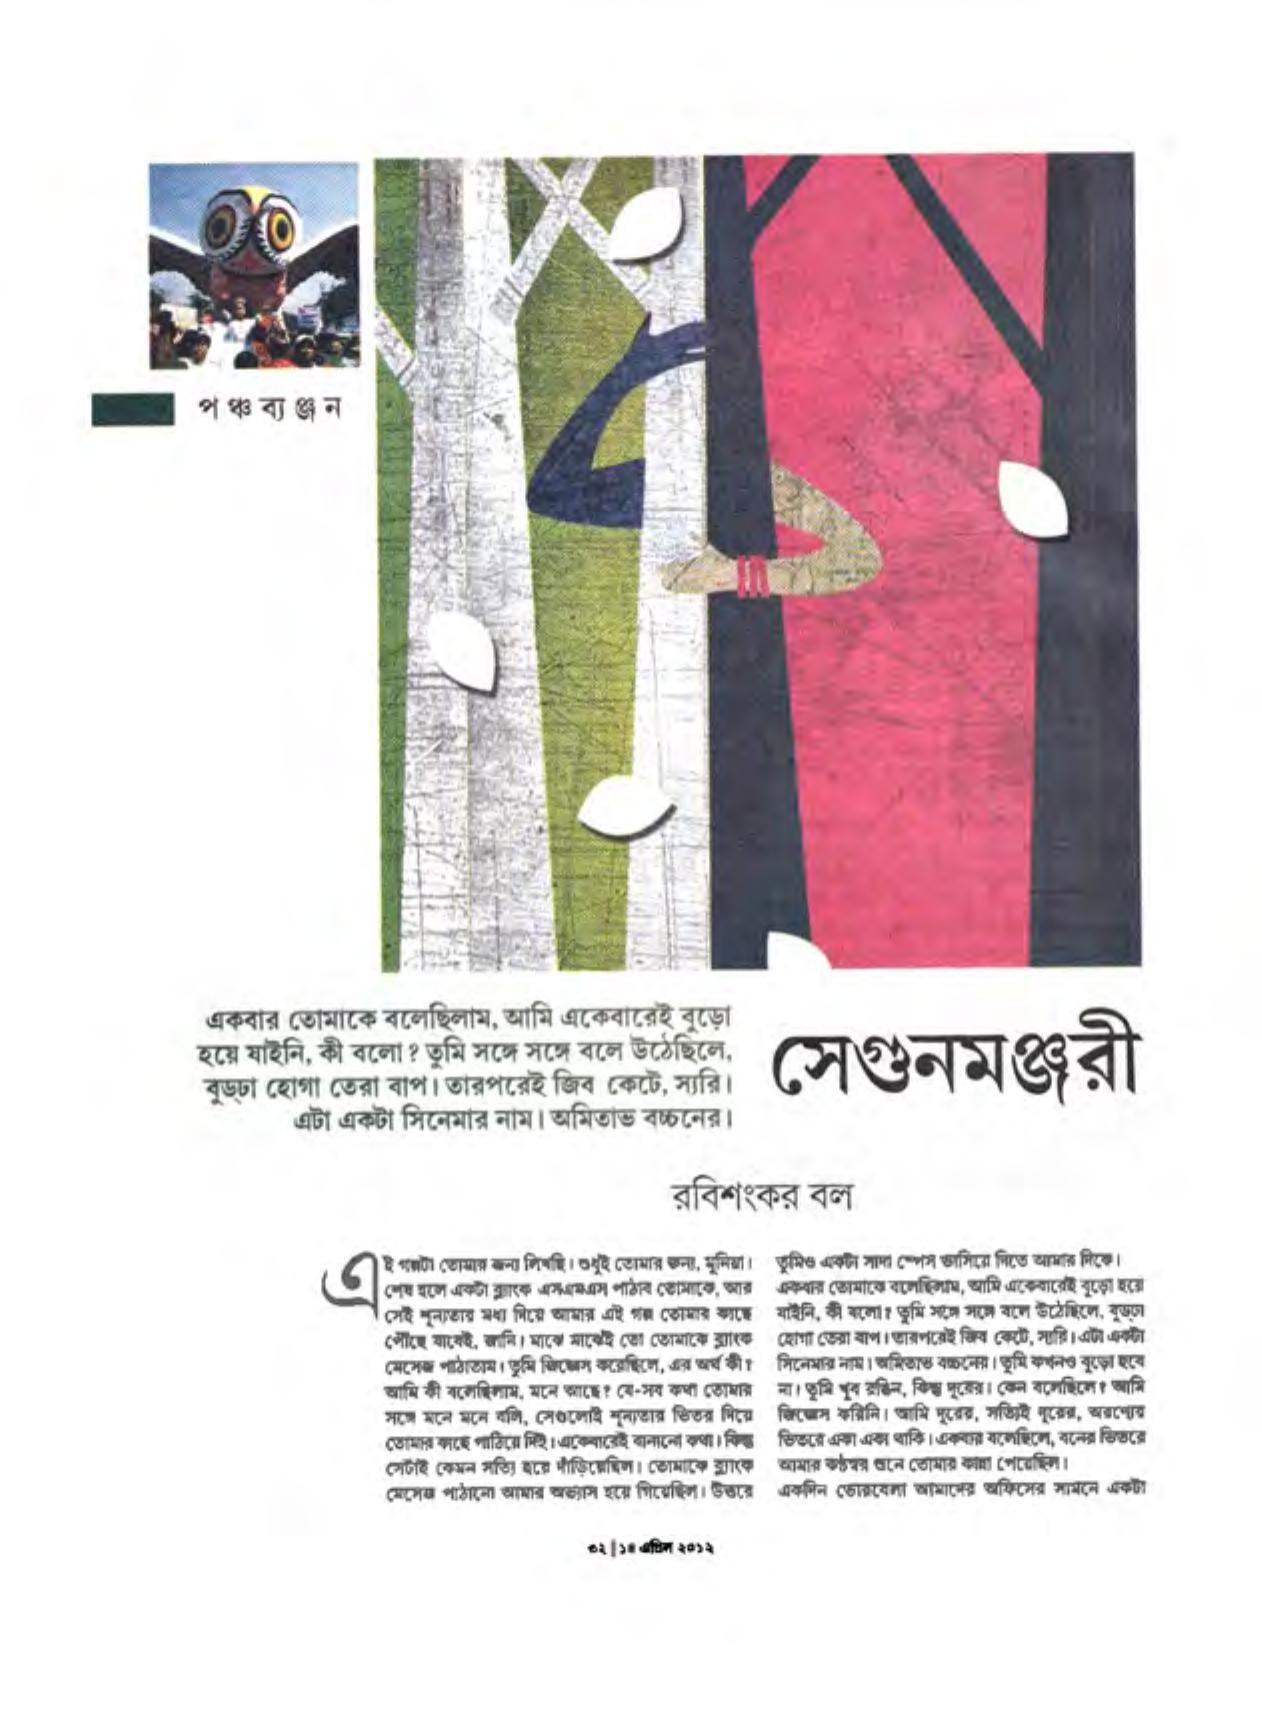 প ঞ্চ ব্য ঞ্জ ন
একবার তোমাকে বলেছিলাম, আমি একেবারেই বুড়ো
হয়ে যাইনি, কী বলো? তুমি সঙ্গে সঙ্গে বলে উঠেছিলে,
বুড্‌ঢা হোগা তেরা বাপ। তারপরেই জিব কেটে, স্যরি।
এটা একটা সিনেমার নাম। অমিতাভ বচ্চনের।
সেগুনমঞ্জরী
রবিশংকর বল
এই গল্পটা তোমার জন্য লিখছি। শুধুই তোমার জন্য, মুনিয়া।
শেষ হলে একটা ব্ল্যাংক এসএমএস পাঠাব তোমাকে, আর
সেই শূন্যতার মধ্য দিয়ে আমার এই গল্প তোমার কাছে
পৌঁছে যাবেই, জানি। মাঝে মাঝেই তো তোমাকে ব্ল্যাংক
মেসেজ পাঠাতাম। তুমি জিজ্ঞেস করেছিলে, এর অর্থ কী?
আমি কী বলেছিলাম, মনে আছে? যে-সব কথা তোমার
সঙ্গে মনে মনে বলি, সেগুলোই শূন্যতার ভিতর দিয়ে
তোমার কাছে পাঠিয়ে দিই। একেবারেই বানানো কথা। কিন্তু
সেটাই কেমন সত্যি হয়ে দাঁড়িয়েছিল। তোমাকে ব্ল্যাংক
মেসেজ পাঠানো আমার অভ্যাস হয়ে গিয়েছিল। উত্তরে
তুমিও একটা সাদা স্পেস ভাসিয়ে দিতে আমার দিকে।
একবার তোমাকে বলেছিলাম, আমি একেবারেই বুড়ো হয়ে
যাইনি, কী বলো? তুমি সঙ্গে সঙ্গে বলে উঠেছিলে, বুড্‌ঢা
হোগা তেরা বাপ। তারপরেই জিব কেটে, স্যরি। এটা একটা
সিনেমার নাম। অমিতাভ বচ্চনের। তুমি কখনও বুড়ো হবে
না। তুমি খুব রঙিন, কিন্তু দূরের। কেন বলেছিলে? আমি
জিজ্ঞেস করিনি। আমি দূরের, সত্যিই দূরের, অরণ্যের
ভিতরে একা একা থাকি। একবার বলেছিলে, বনের ভিতরে
আমার কণ্ঠস্বর শুনে তোমার কান্না পেয়েছিল।
একদিন ভোরবেলা আমাদের অফিসের সামনে একটা
৩২ | ১৪ এপ্রিল ২০১২